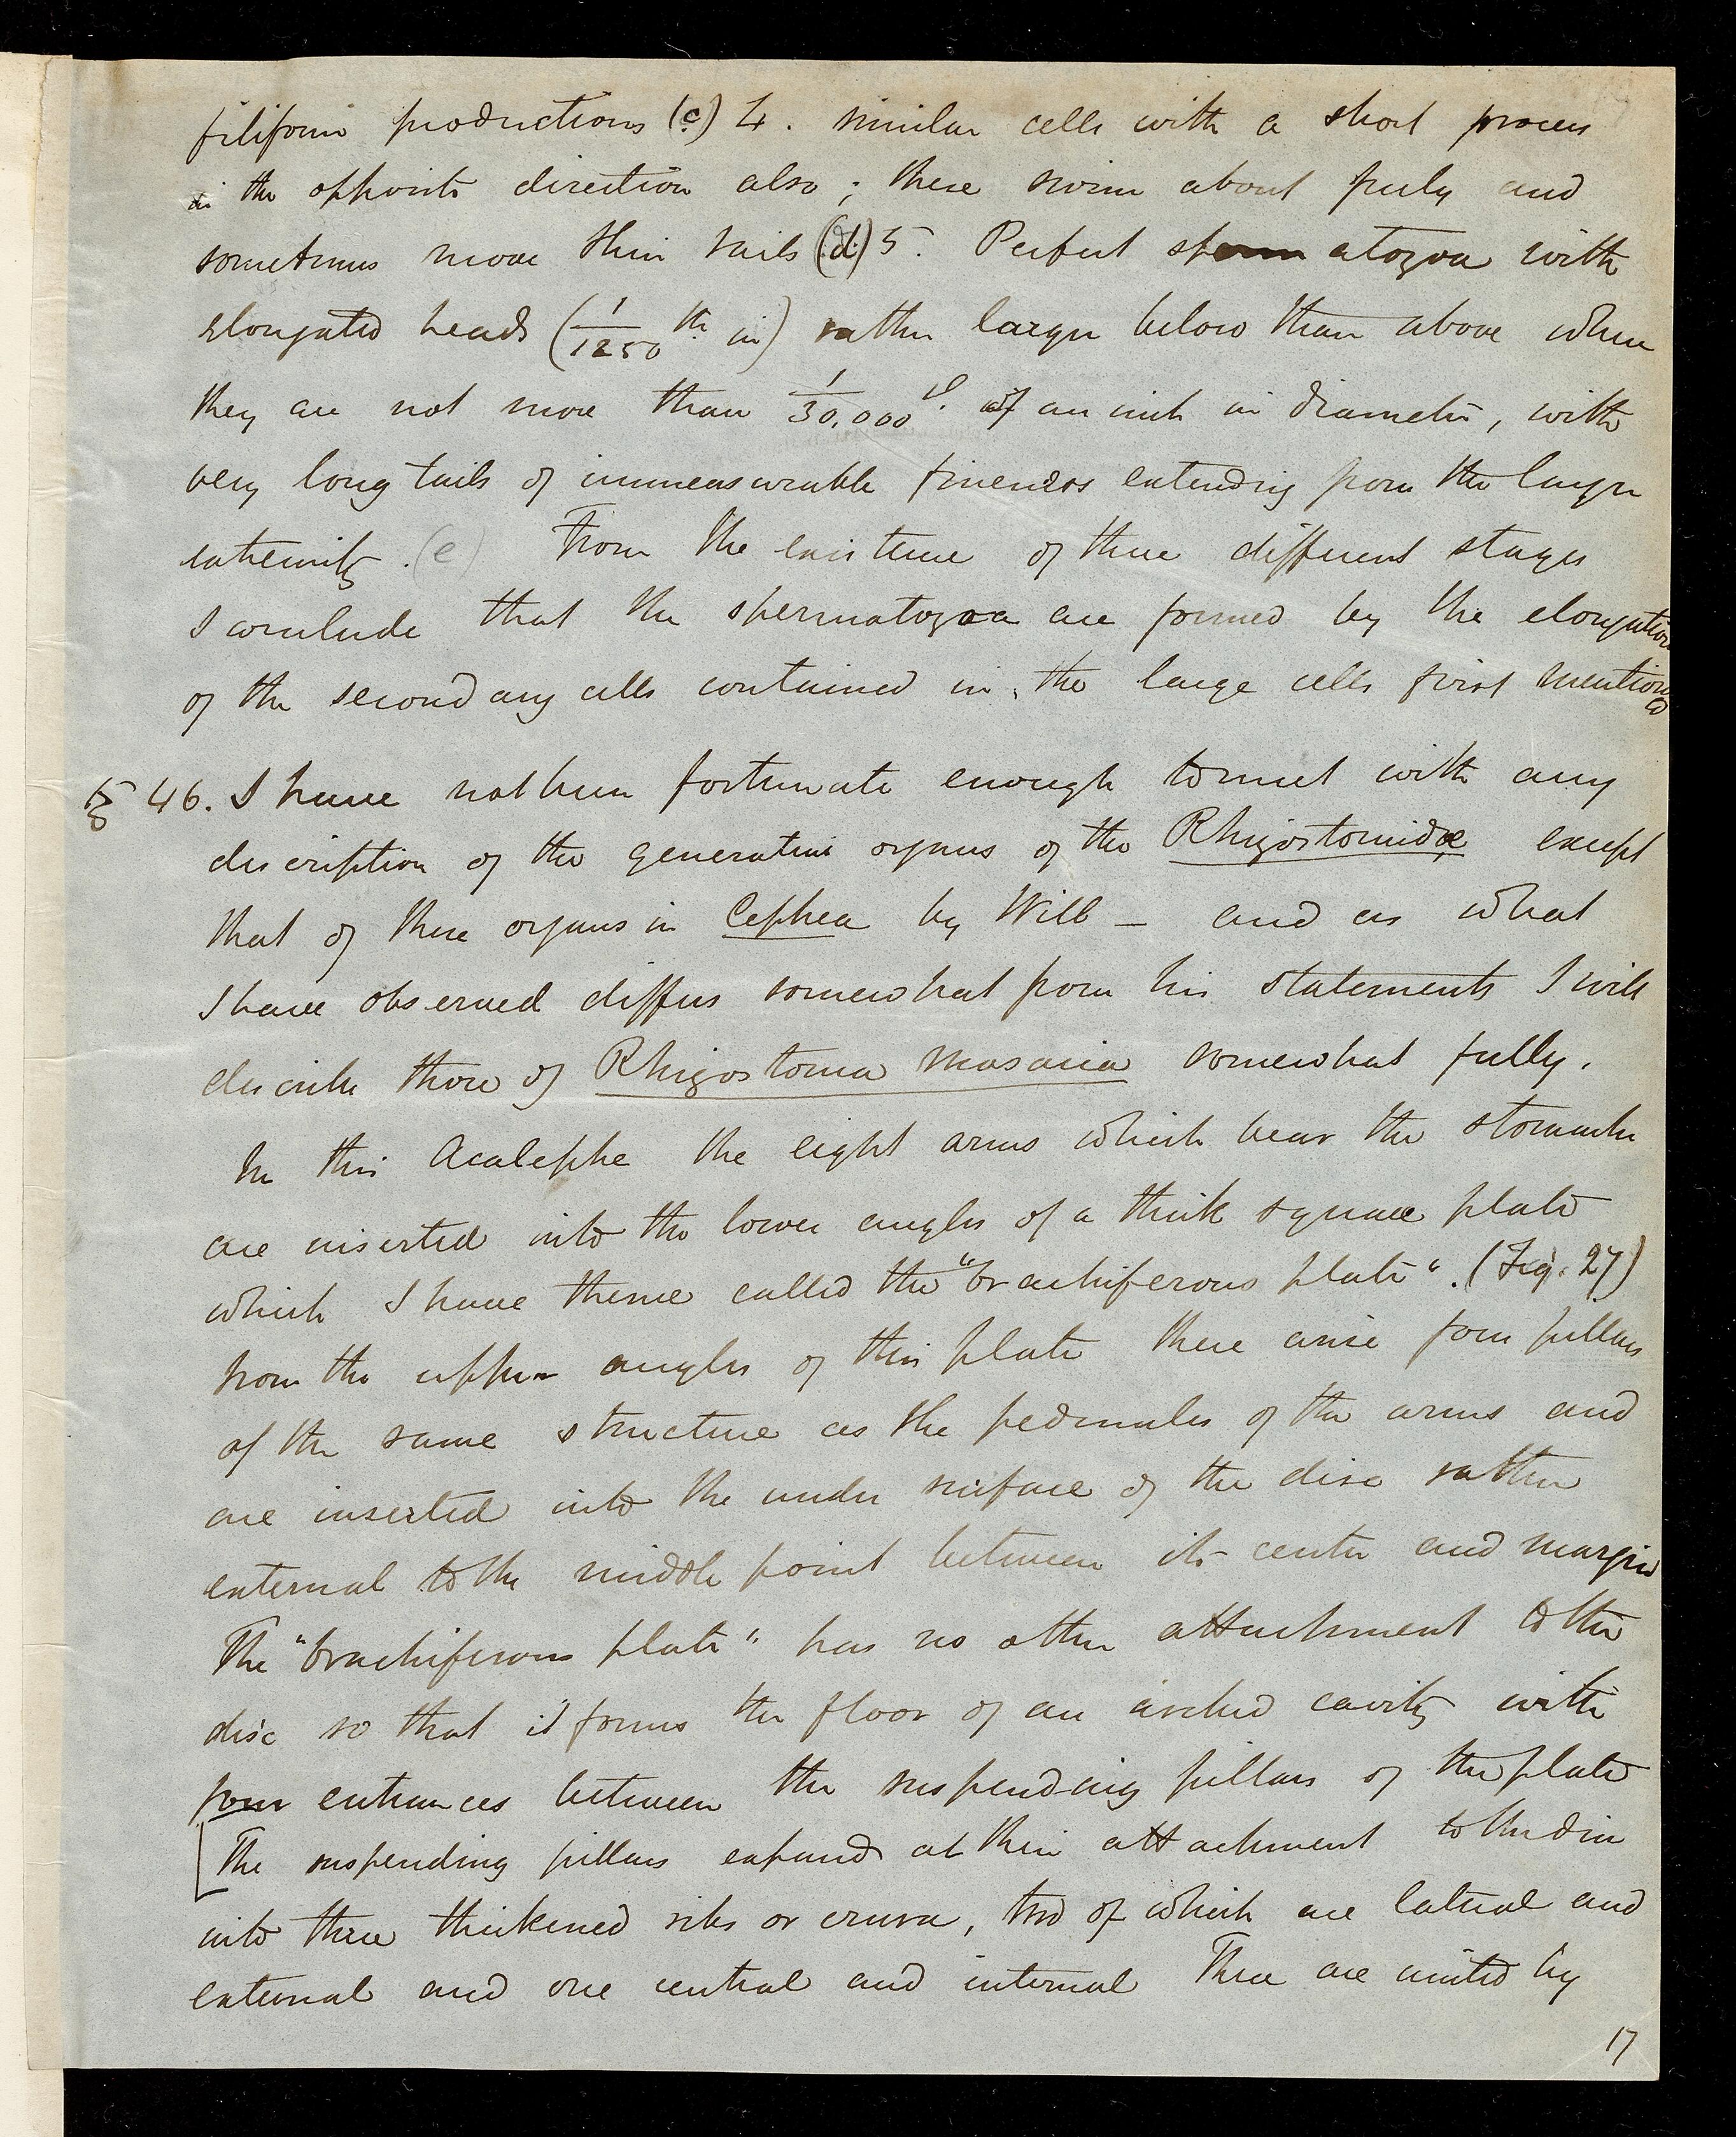 filiform productions (c) 4. similar cells with a short process
in the opposite direction also; these swim about freely and
sometimes move their tails (d) 5. Perfect spermatozoa with
elongated heads (1/1250 th. in) rather larger below than above where
they are not more than 1/30,000 th. of an inch in diameter, with
very long tails of immeasurable fineness extending from the larger
extremity. (e) From the existence of these different stages
I conclude that the spermatozoa are formed by the elongation
of the secondary cells contained in the large cells first mentioned
§ 46. I have not been fortunate enough to meet with any
description of the generative organs of the Rhizostomidæ except
that of these organs in Cephea by Will – and as what
I have observed differs somewhat from his statements I will
describe those of Rhizostoma mosaica somewhat fully.
In this Acalephe the eight arms which bear the stomachs
are inserted into the lower angles of a thick square plate
which I have thence called the "brachiferous plate". (Fig. 27)
from the upper angles of this plate there arise four pillars
of the same structure as the peduncles of the arms and
are inserted into the under surface of the disc rather
external to the middle point between its center and margin
The "brachiferous plate" has no other attachment to the
disc so that it forms the floor of an arched cavity with
four entrances between the suspending pillars of the plate
[The suspending pillars expand at their attachment to the disc
into three thickened ribs or crura, two of which are lateral and
external and one central and internal These are united by
17